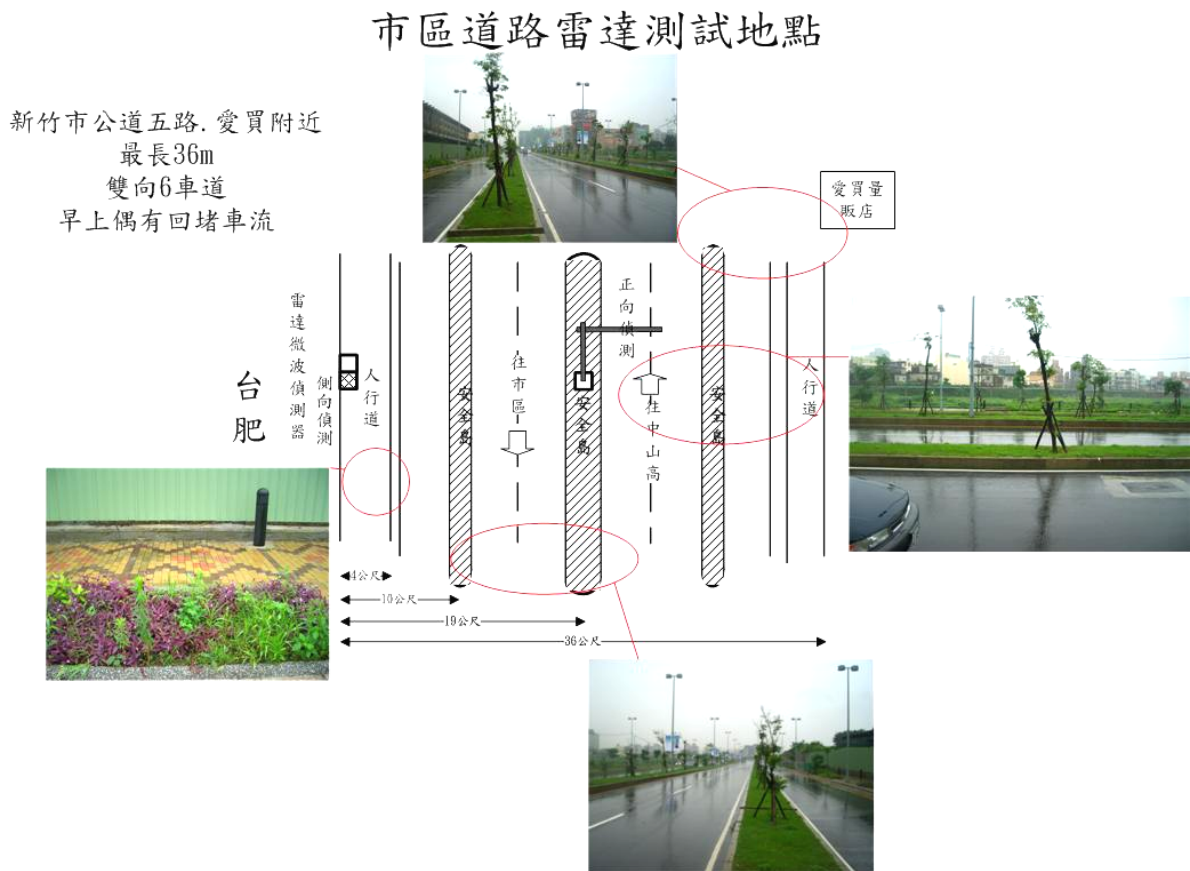 市區道路雷達測試地點
新竹市公道五路.愛買附近
最長36m
雙向6車道
早上偶有回堵車流
愛買量
販店
雷達微波偵測器
側向偵測
台肥
人行道
安全島
往市區
安全島
正向偵測
往中山高
安全島
人行道
4公尺
10公尺
19公尺
36公尺